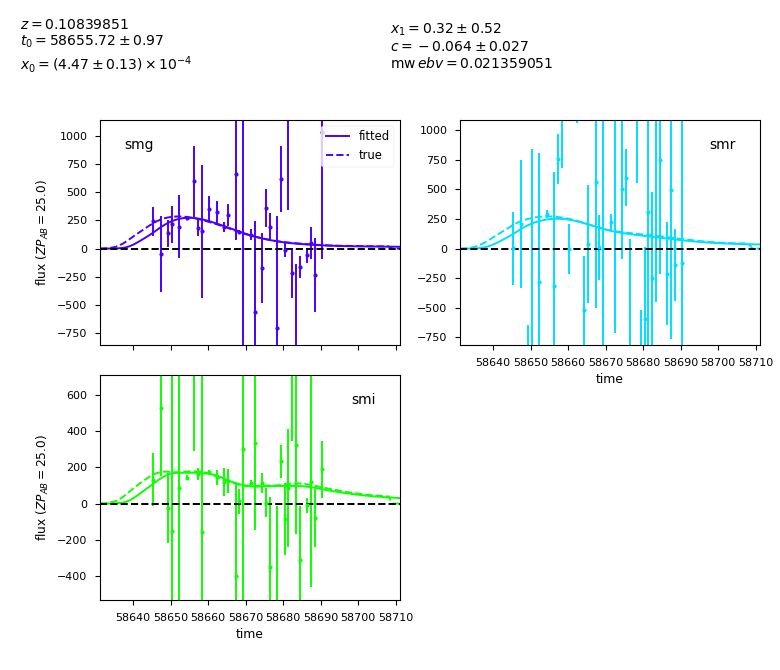 z = 0.10839851
t₀ = 58655.72 ± 0.97
x₀ = (4.47 ± 0.13) × 10⁻⁴
x₁ = 0.32 ± 0.52
c = −0.064 ± 0.027
mw ebv = 0.021359051
smg
fitted
true
1000
750
500
250
0
−250
−500
−750
flux (ZP_AB = 25.0)
smr
1000
750
500
250
0
−250
−500
−750
58640 58650 58660 58670 58680 58690 58700 58710
time
smi
600
400
200
0
−200
−400
flux (ZP_AB = 25.0)
58640 58650 58660 58670 58680 58690 58700 58710
time